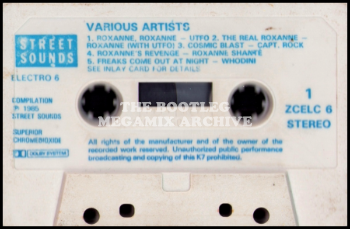 STREET
SOUNDS
ELECTRO 6
COMPILATION
℗ 1985
STREET SOUNDS
SUPERIOR
CHROMEDIOXIDE
DOLBY SYSTEM
VARIOUS ARTISTS
1. ROXANNE, ROXANNE - UTFO 2. THE REAL ROXANNE -
ROXANNE (WITH UTFO) 3. COSMIC BLAST - CAPT. ROCK
4. ROXANNE'S REVENGE - ROXANNE SHANTE
5. FREAKS COME OUT AT NIGHT - WHODINI
SEE INLAY CARD FOR DETAILS
THE BOOTLEG
MEGAMIX ARCHIVE
1
ZCELC 6
STEREO
All rights of the manufacturer and of the owner of the
recorded work reserved. Unauthorized public performance
broadcasting and copying of this K7 prohibited.